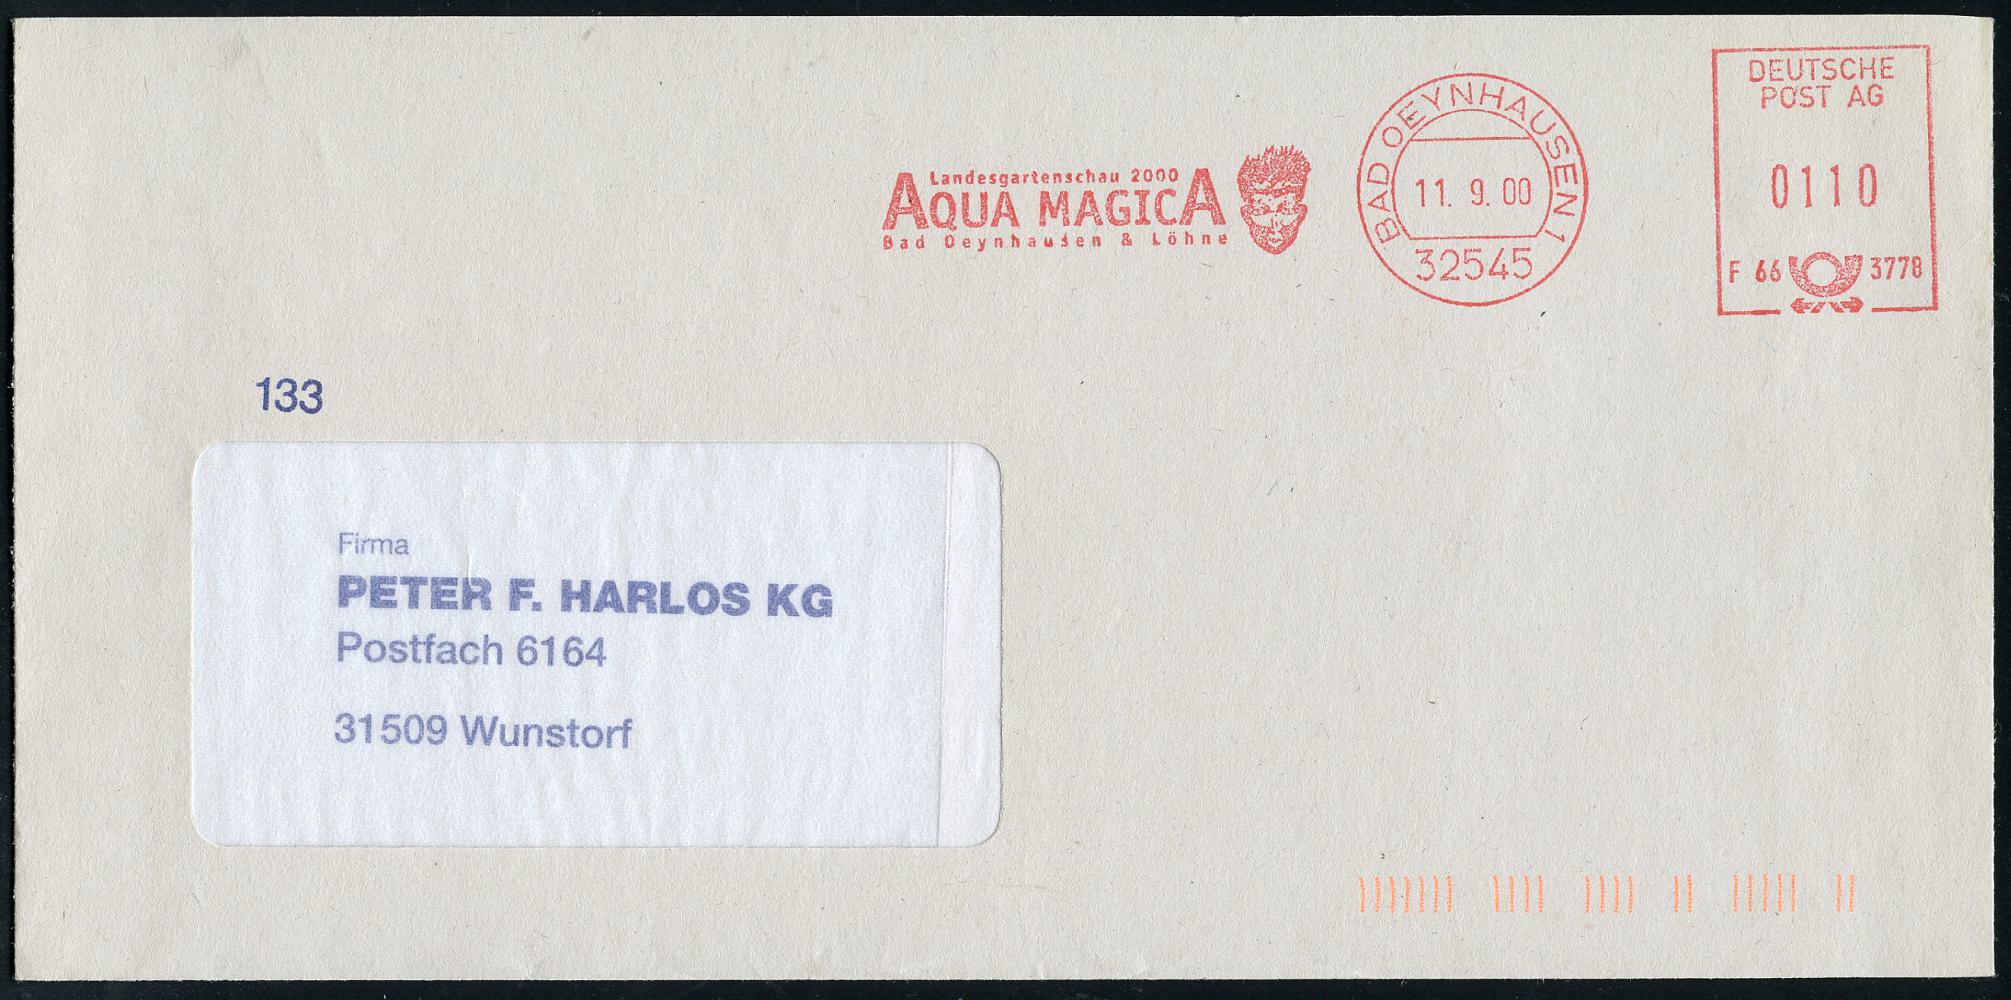 DEUTSCHE
POST AG
0110
F 66 3778
BAD OEYNHAUSEN 1
11. 9. 00
32545
Landesgartenschau 2000
AQUA MAGICA
Bad Oeynhausen & Löhne
133
Firma
PETER F. HARLOS KG
Postfach 6164
31509 Wunstorf